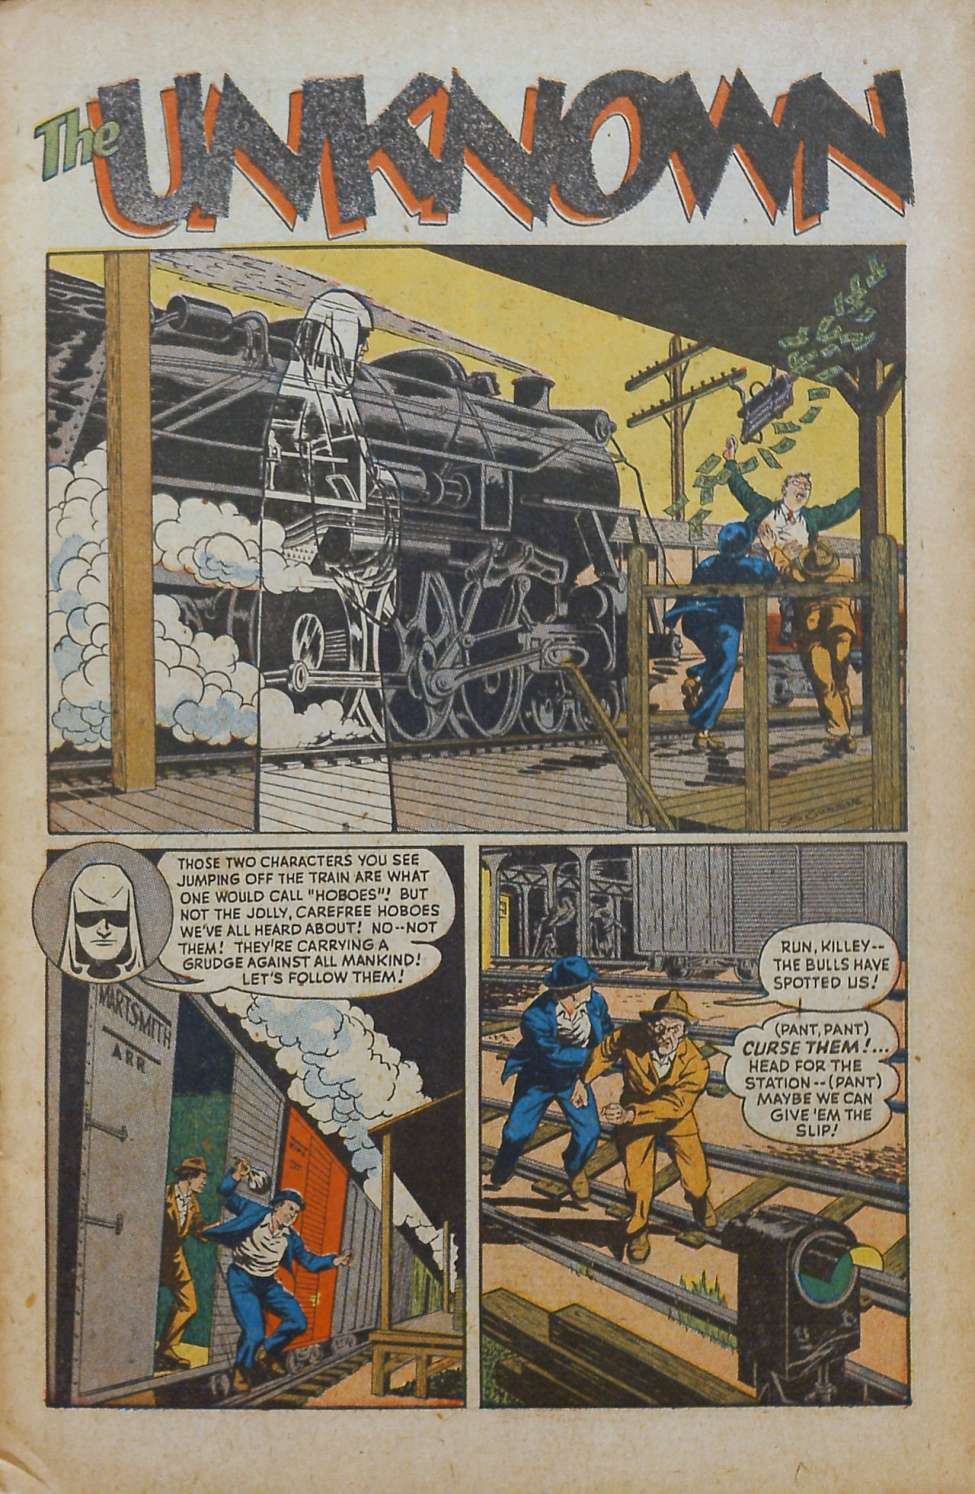 The UNKNOWN
THOSE TWO CHARACTERS YOU SEE
JUMPING OFF THE TRAIN ARE WHAT
ONE WOULD CALL "HOBOES"! BUT
NOT THE JOLLY, CAREFREE HOBOES
WE'VE ALL HEARD ABOUT! NO--NOT
THEM! THEY'RE CARRYING A
GRUDGE AGAINST ALL MANKIND!
LET'S FOLLOW THEM!
MARTSMITH
ARR
RUN, KILLEY--
THE BULLS HAVE
SPOTTED US!
(PANT, PANT)
CURSE THEM!...
HEAD FOR THE
STATION--(PANT)
MAYBE WE CAN
GIVE 'EM THE
SLIP!